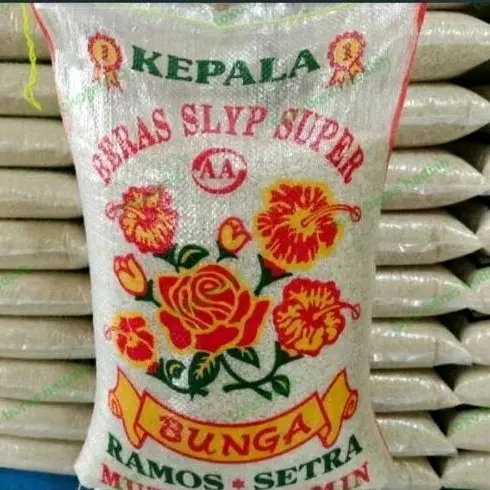 KEPALA
BERAS SLYP SUPER
AA
BUNGA
RAMOS * SETRA